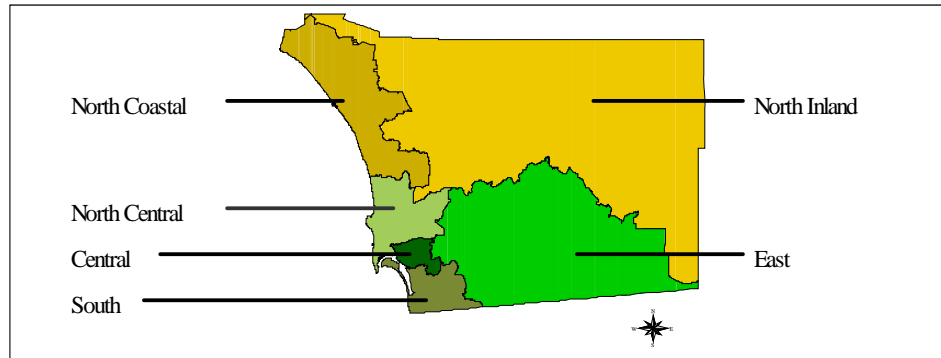 North Coastal
North Inland
North Central
Central
East
South
N
W E
S